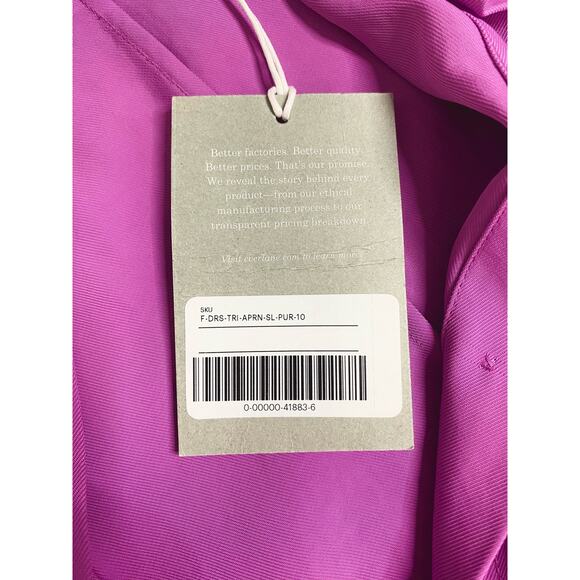 Better factories. Better quality.
Better prices. That's our promise.
We reveal the story behind every
product—from our ethical
manufacturing process to our
transparent pricing breakdown.
Visit everlane.com to learn more.
SKU
F-DRS-TRI-APRN-SL-PUR-10
0-00000-41883-6